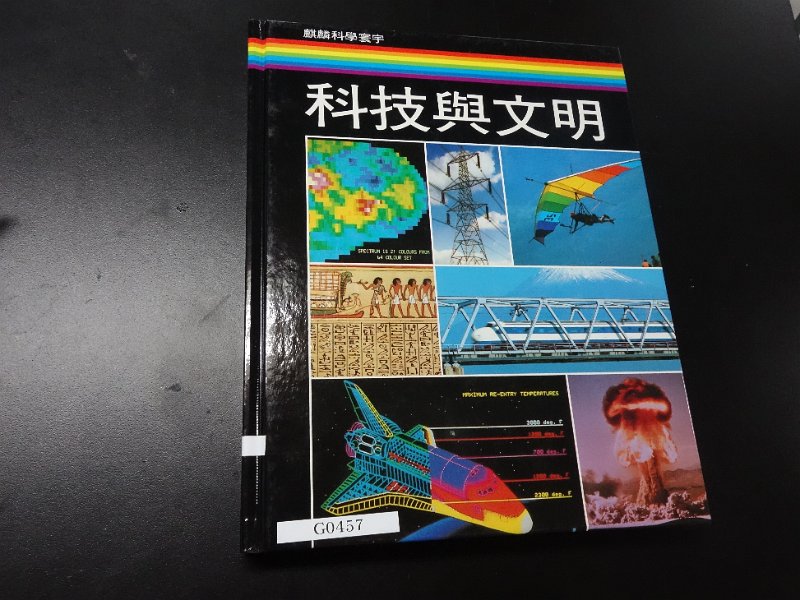 麒麟科學寰宇
科技與文明
SPECTRUM IS 21 COLOURS FROM
64 COLOUR SET
MAXIMUM RE-ENTRY TEMPERATURES
2000 deg. F
700 deg. F
2300 deg. F
G0457